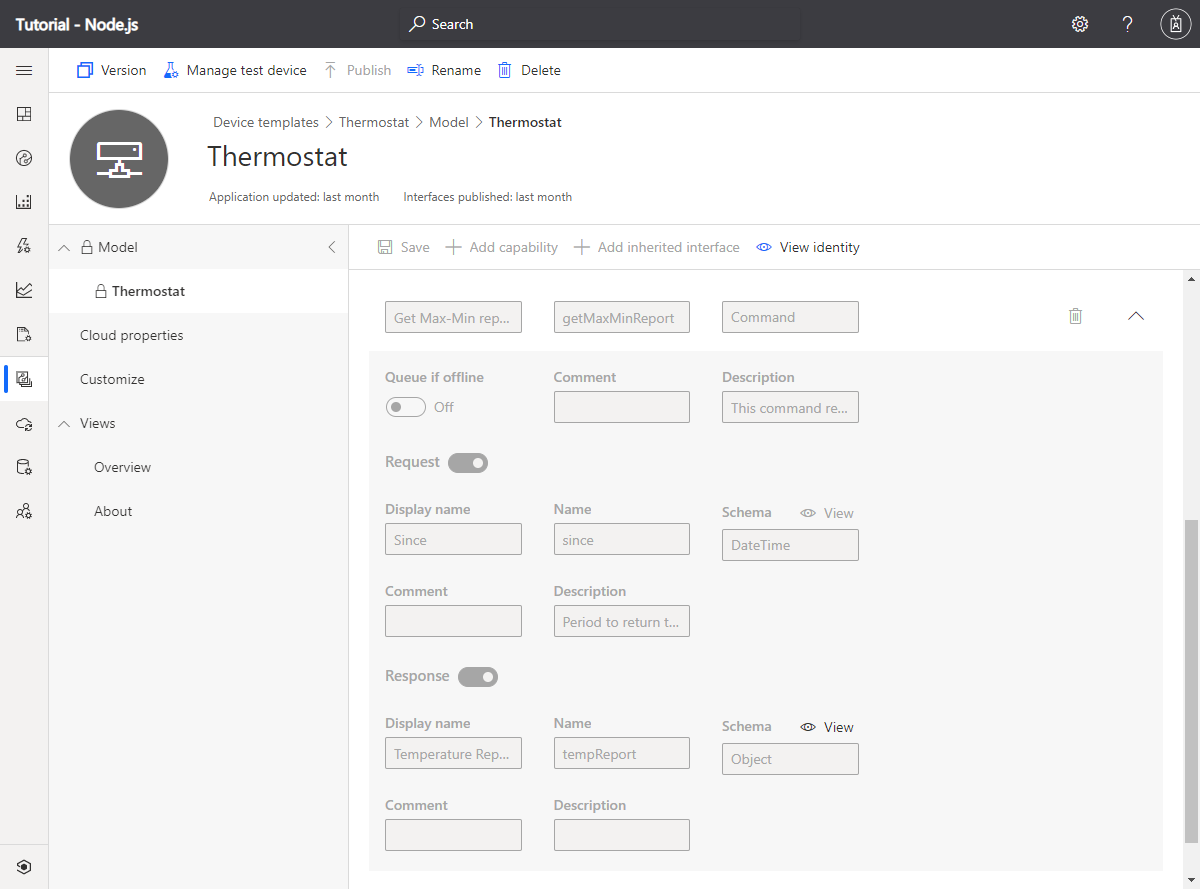 Tutorial - Node.js
Search
?
Version Manage test device Publish Rename Delete
Device templates > Thermostat > Model > Thermostat
Thermostat
Application updated: last month Interfaces published: last month
Model
Thermostat
Cloud properties
Customize
Views
Overview
About
Save Add capability Add inherited interface View identity
Get Max-Min rep... getMaxMinReport Command
Queue if offline Comment Description
Off This command re...
Request
Display name Name Schema View
Since since DateTime
Comment Description
Period to return t...
Response
Display name Name Schema View
Temperature Rep... tempReport Object
Comment Description